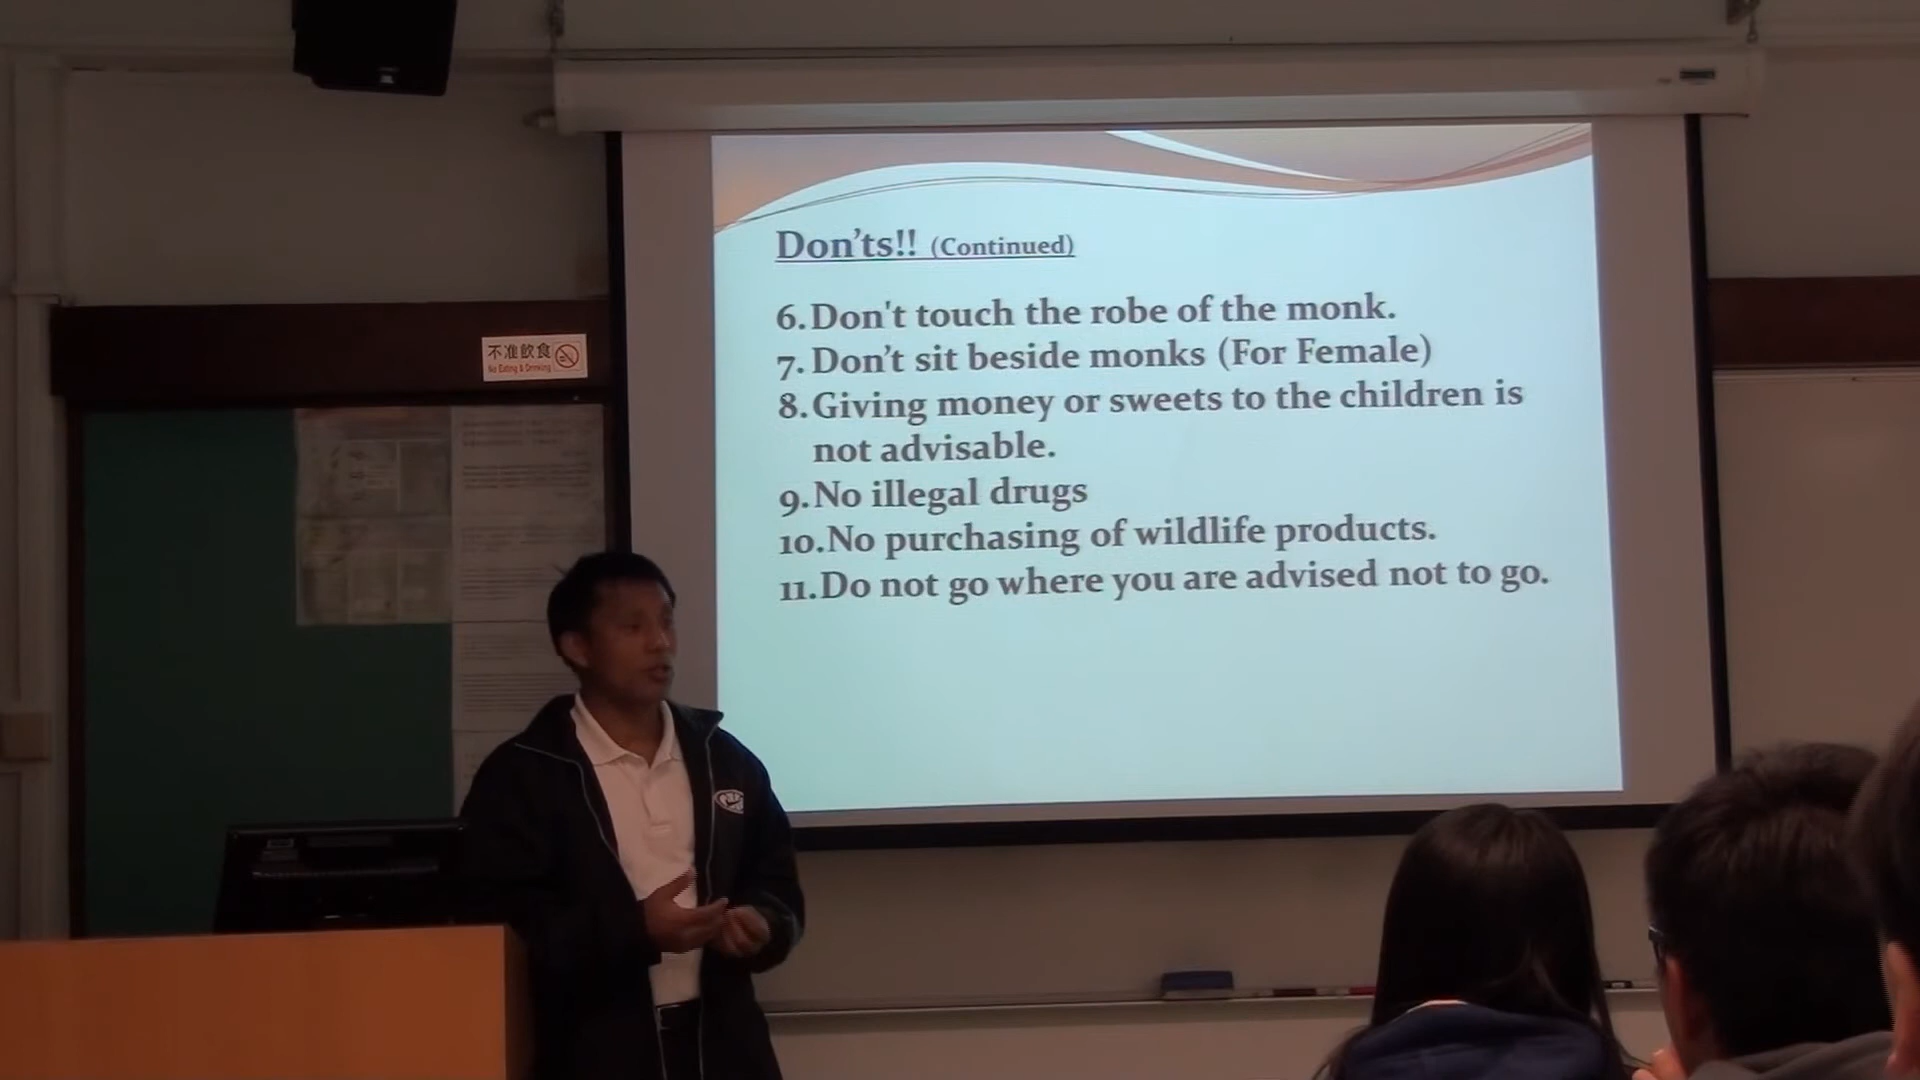 Don'ts!! (Continued)
6.Don't touch the robe of the monk.
7.Don't sit beside monks (For Female)
8.Giving money or sweets to the children is
not advisable.
9.No illegal drugs
10.No purchasing of wildlife products.
11.Do not go where you are advised not to go.
不准飲食
No Eating & Drinking